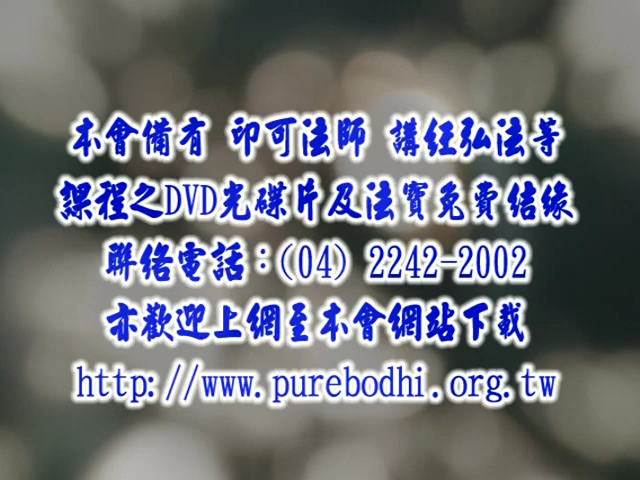 本會備有 印可法師 講經弘法等
課程之DVD光碟片及法寶免費結緣
聯絡電話：(04) 2242-2002
亦歡迎上網至本會網站下載
http://www.purebodhi.org.tw